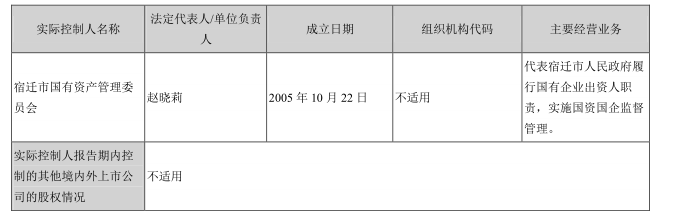 实际控制人名称
法定代表人/单位负责
人
成立日期
组织机构代码
主要经营业务
宿迁市国有资产管理委
员会
赵晓莉
2005 年 10 月 22 日
不适用
代表宿迁市人民政府履
行国有企业出资人职
责，实施国资国企监督
管理。
实际控制人报告期内控
制的其他境内外上市公
司的股权情况
不适用